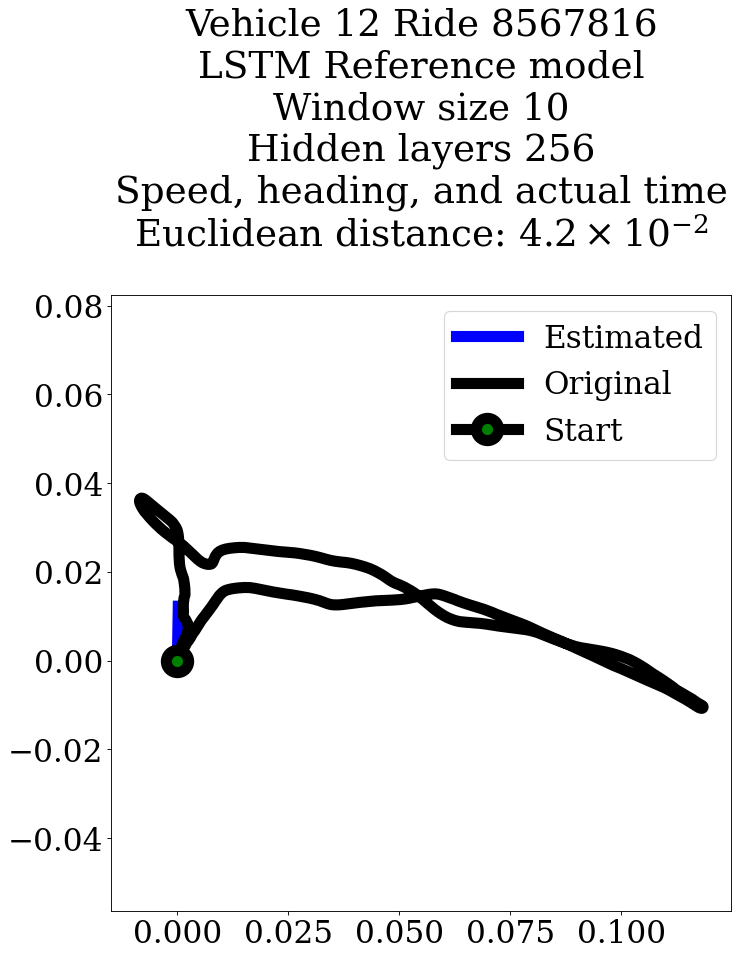 Vehicle 12 Ride 8567816
LSTM Reference model
Window size 10
Hidden layers 256
Speed, heading, and actual time
Euclidean distance: 4.2 × 10⁻²
Estimated
Original
Start
0.08
0.06
0.04
0.02
0.00
−0.02
−0.04
0.000 0.025 0.050 0.075 0.100